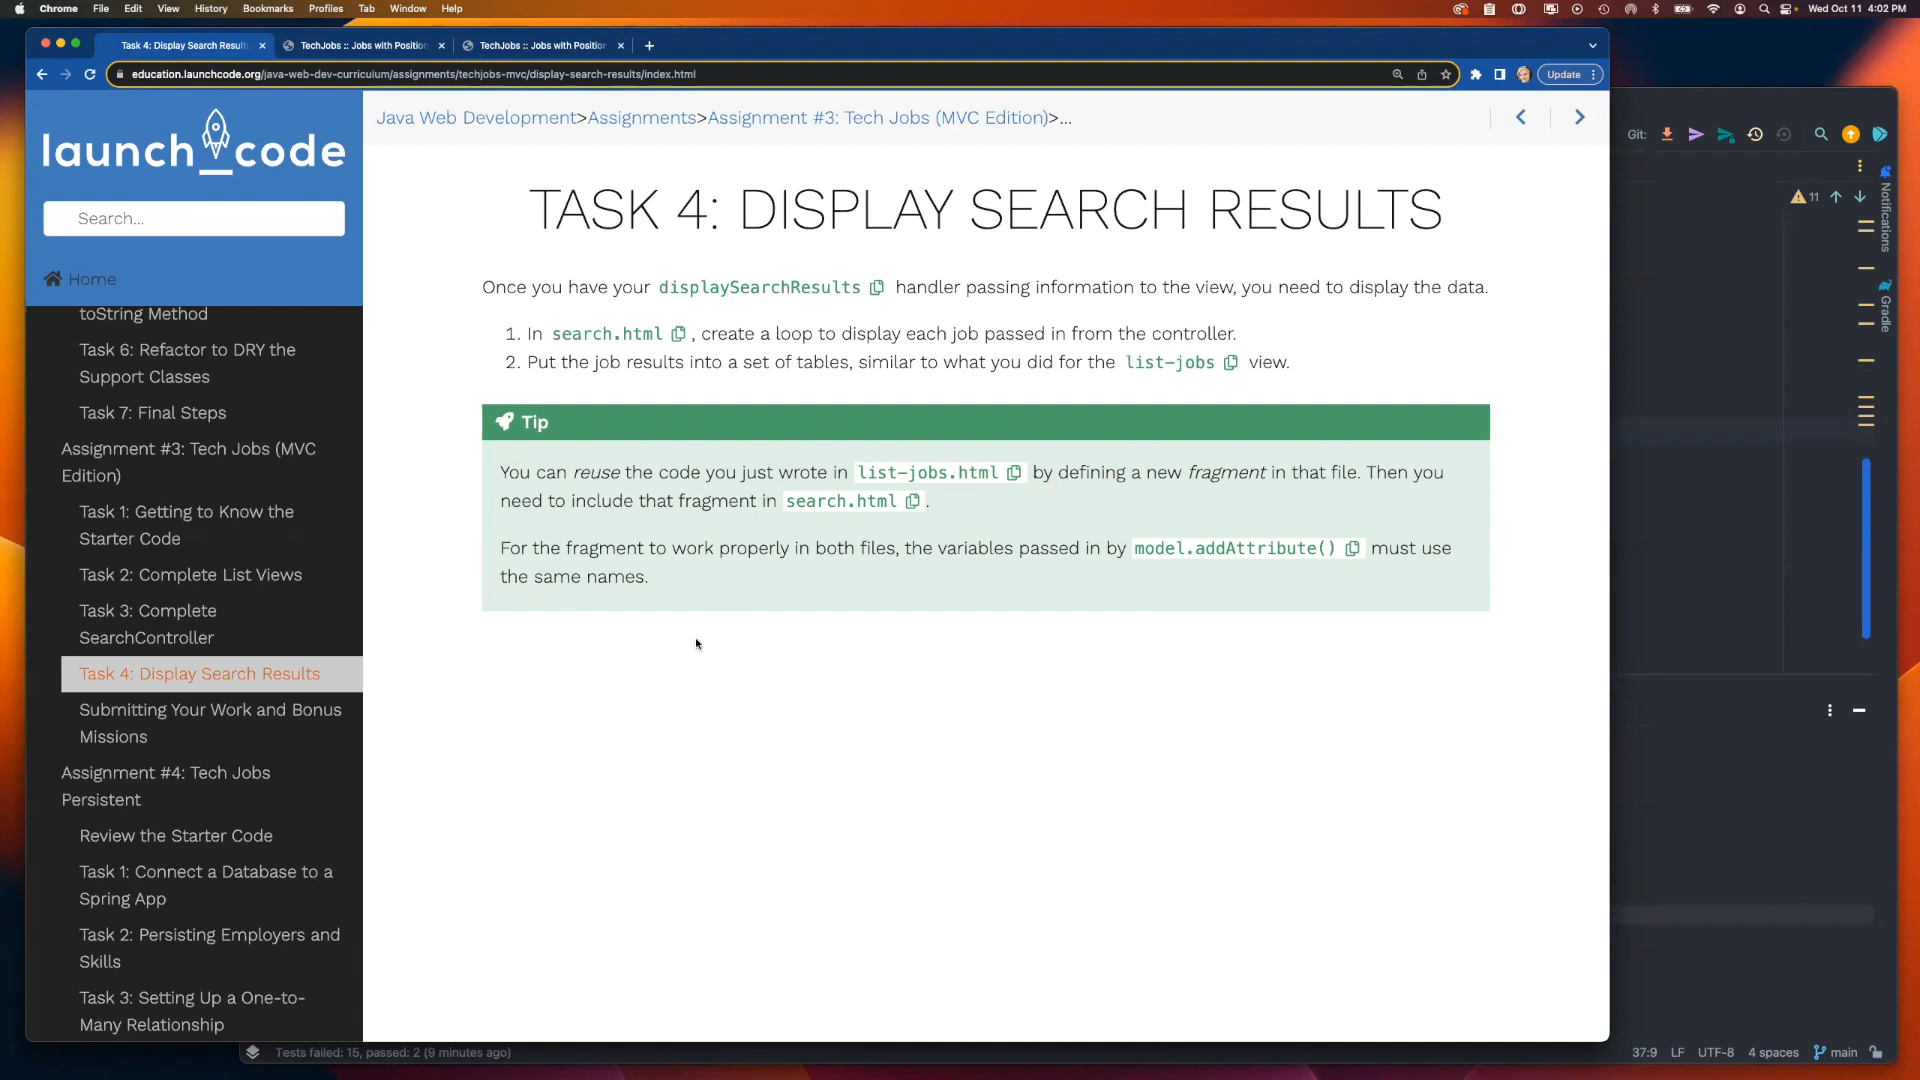 Chrome File Edit View History Bookmarks Profiles Tab Window Help
Wed Oct 11 4:02 PM
Task 4: Display Search Result
TechJobs :: Jobs with Position
TechJobs :: Jobs with Position
education.launchcode.org/java-web-dev-curriculum/assignments/techjobs-mvc/display-search-results/index.html
Update
launch_code
Search...
Home
toString Method
Task 6: Refactor to DRY the
Support Classes
Task 7: Final Steps
Assignment #3: Tech Jobs (MVC
Edition)
Task 1: Getting to Know the
Starter Code
Task 2: Complete List Views
Task 3: Complete
SearchController
Task 4: Display Search Results
Submitting Your Work and Bonus
Missions
Assignment #4: Tech Jobs
Persistent
Review the Starter Code
Task 1: Connect a Database to a
Spring App
Task 2: Persisting Employers and
Skills
Task 3: Setting Up a One-to-
Many Relationship
Java Web Development>Assignments>Assignment #3: Tech Jobs (MVC Edition)>...
TASK 4: DISPLAY SEARCH RESULTS
Once you have your displaySearchResults handler passing information to the view, you need to display the data.
1. In search.html , create a loop to display each job passed in from the controller.
2. Put the job results into a set of tables, similar to what you did for the list-jobs view.
Tip
You can reuse the code you just wrote in list-jobs.html by defining a new fragment in that file. Then you
need to include that fragment in search.html .
For the fragment to work properly in both files, the variables passed in by model.addAttribute() must use
the same names.
Git:
11
Notifications
Gradle
Tests failed: 15, passed: 2 (9 minutes ago)
37:9 LF UTF-8 4 spaces main